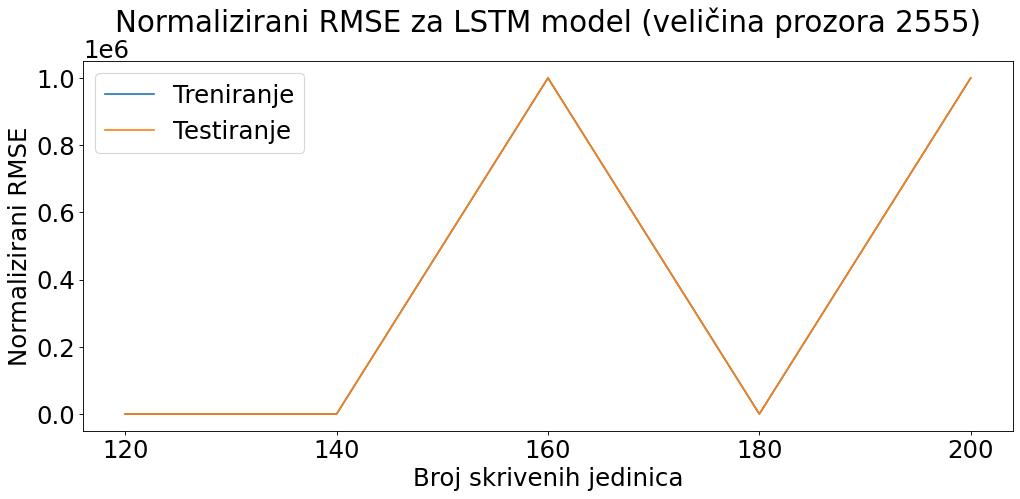 Normalizirani RMSE za LSTM model (veličina prozora 2555)
1e6
Treniranje
Testiranje
1.0
0.8
0.6
0.4
0.2
0.0
Normalizirani RMSE
120 140 160 180 200
Broj skrivenih jedinica